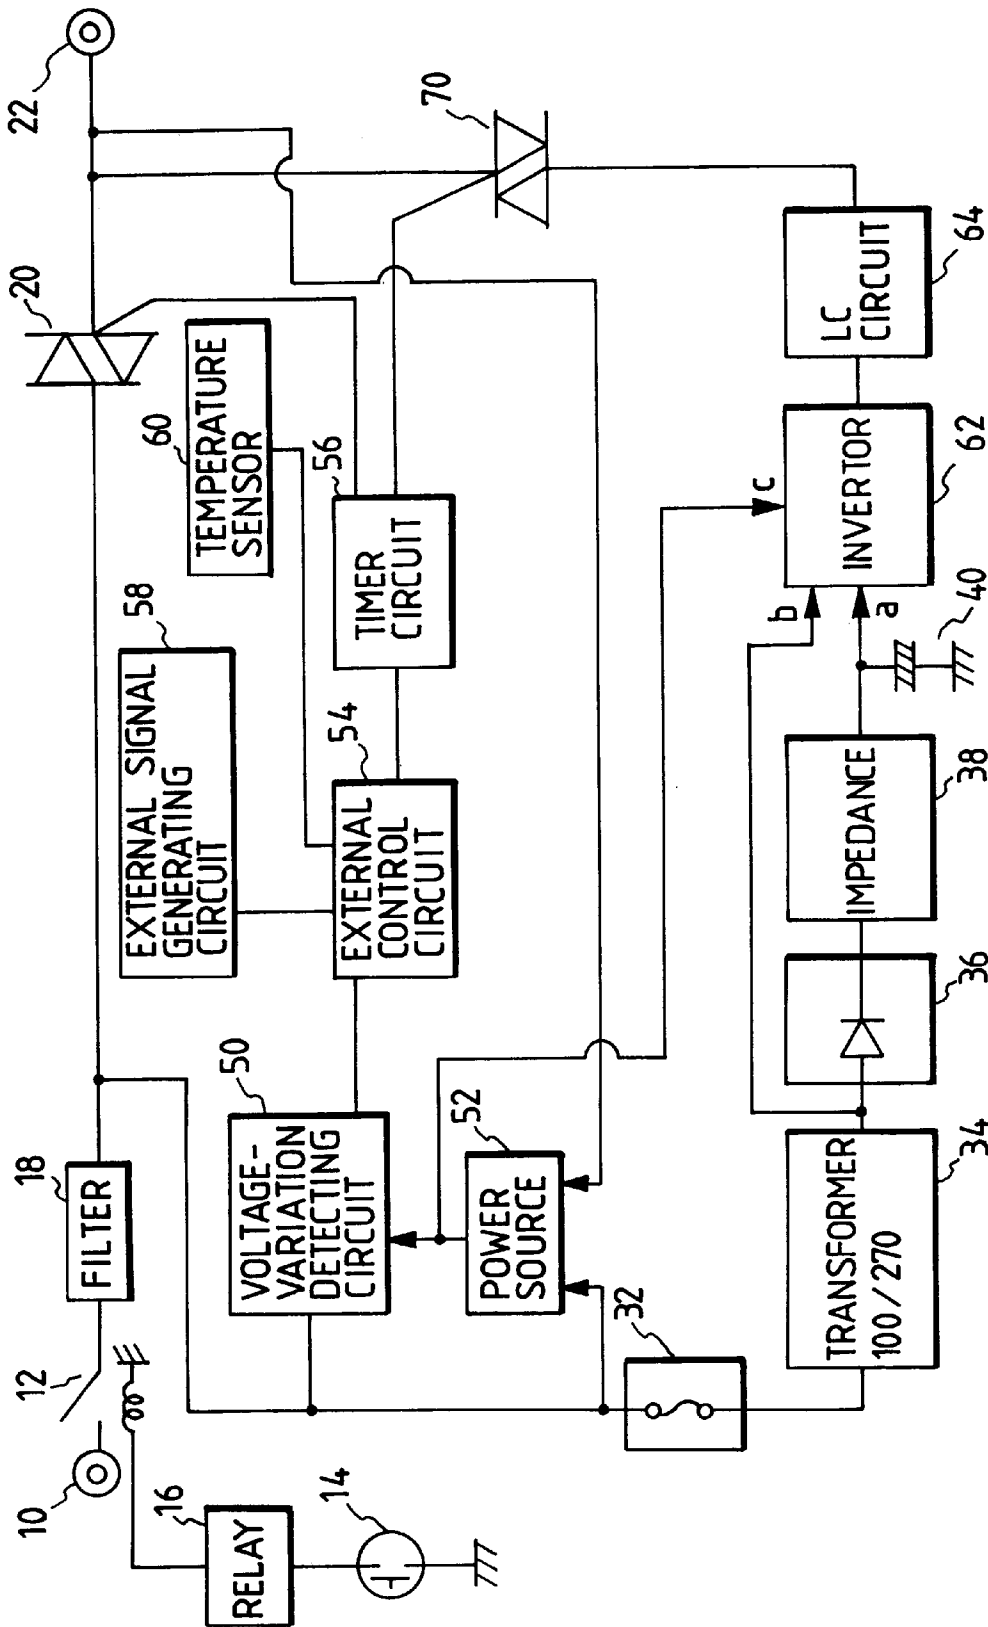 10
12
FILTER
18
20
22
RELAY
16
14
EXTERNAL SIGNAL
GENERATING
CIRCUIT
58
TEMPERATURE
SENSOR
60
VOLTAGE-
VARIATION
DETECTING
CIRCUIT
50
EXTERNAL
CONTROL
CIRCUIT
54
TIMER
CIRCUIT
56
70
POWER
SOURCE
52
32
TRANSFORMER
100/270
34
36
IMPEDANCE
38
40
b
a
c
INVERTOR
62
LC
CIRCUIT
64